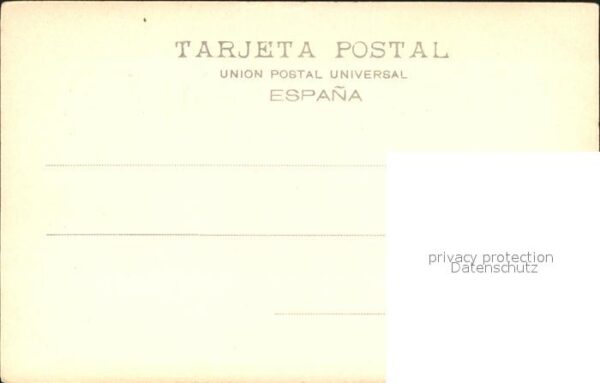 TARJETA POSTAL
UNION POSTAL UNIVERSAL
ESPAÑA
privacy protection
Datenschutz